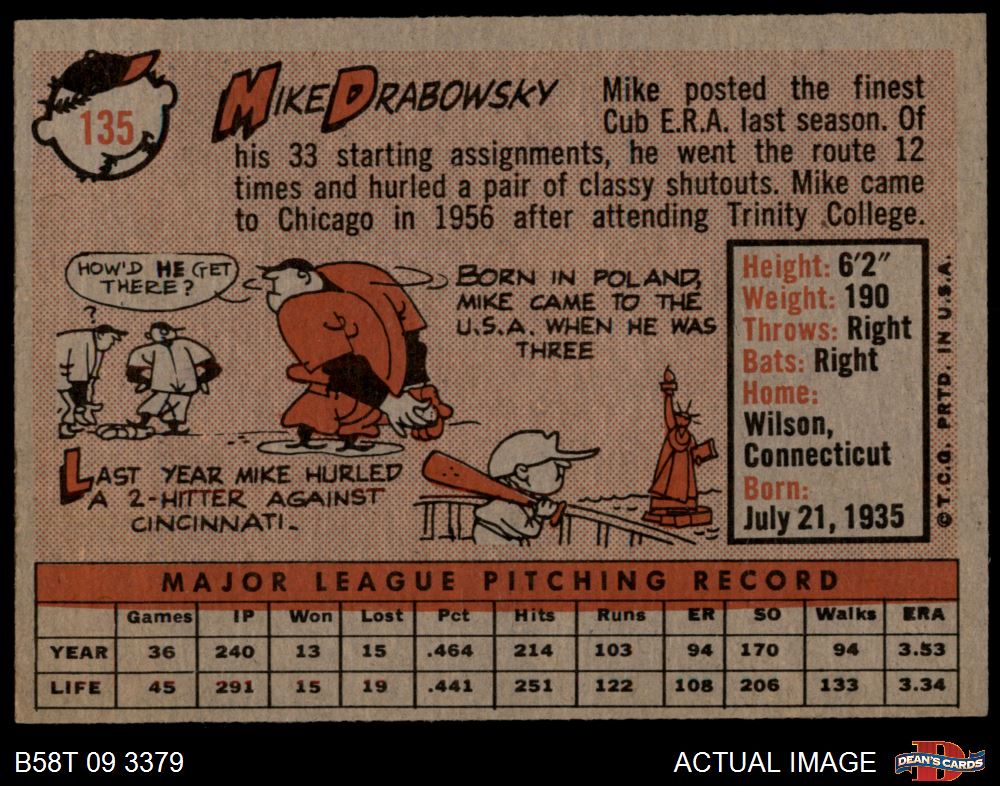 135
MIKE DRABOWSKY
Mike posted the finest
Cub E.R.A. last season. Of
his 33 starting assignments, he went the route 12
times and hurled a pair of classy shutouts. Mike came
to Chicago in 1956 after attending Trinity College.
HOW'D HE GET
THERE?
?
BORN IN POLAND,
MIKE CAME TO THE
U.S.A. WHEN HE WAS
THREE
LAST YEAR MIKE HURLED
A 2-HITTER AGAINST
CINCINNATI.
Height: 6'2"
Weight: 190
Throws: Right
Bats: Right
Home:
Wilson,
Connecticut
Born:
July 21, 1935
© T.C.G. PRTD. IN U.S.A.
MAJOR LEAGUE PITCHING RECORD
Games IP Won Lost Pct Hits Runs ER SO Walks ERA
YEAR 36 240 13 15 .464 214 103 94 170 94 3.53
LIFE 45 291 15 19 .441 251 122 108 206 133 3.34
B58T 09 3379
ACTUAL IMAGE
D
DEAN'S CARDS